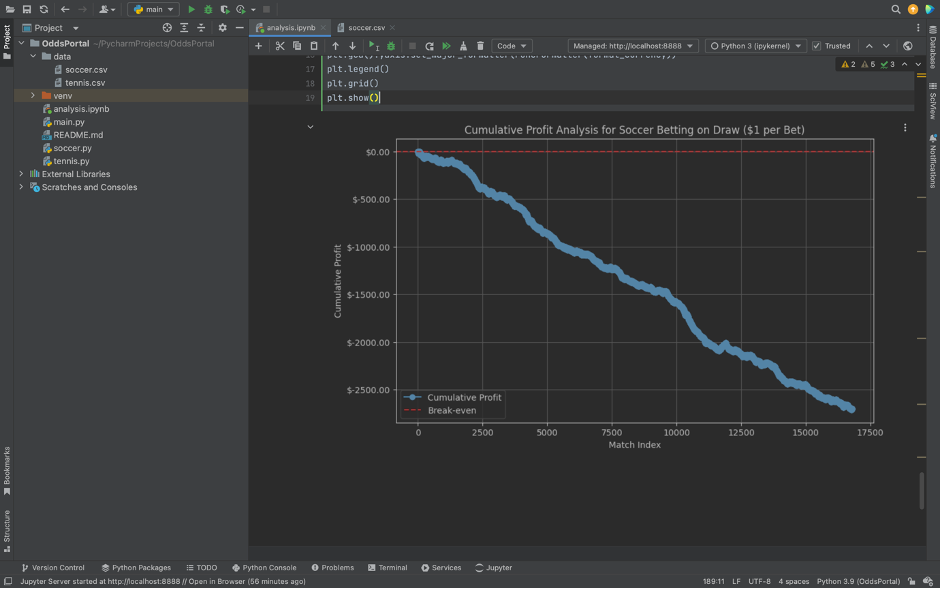 main
Project
OddsPortal ~/PycharmProjects/OddsPortal
data
soccer.csv
tennis.csv
venv
analysis.ipynb
main.py
README.md
soccer.py
tennis.py
External Libraries
Scratches and Consoles
Project
Bookmarks
Structure
analysis.ipynb
soccer.csv
Code
Managed: http://localhost:8888
Python 3 (ipykernel)
Trusted
2 5 3
17 plt.legend()
18 plt.grid()
19 plt.show()
Cumulative Profit Analysis for Soccer Betting on Draw ($1 per Bet)
Cumulative Profit
$0.00
$-500.00
$-1000.00
$-1500.00
$-2000.00
$-2500.00
Cumulative Profit
Break-even
0 2500 5000 7500 10000 12500 15000 17500
Match Index
Database
SciView
Notifications
Version Control Python Packages TODO Python Console Problems Terminal Services Jupyter
Jupyter Server started at http://localhost:8888 // Open in Browser (56 minutes ago)
189:11 LF UTF-8 4 spaces Python 3.9 (OddsPortal)